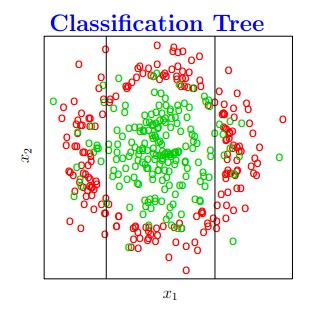 Classification Tree
x₂
x₁